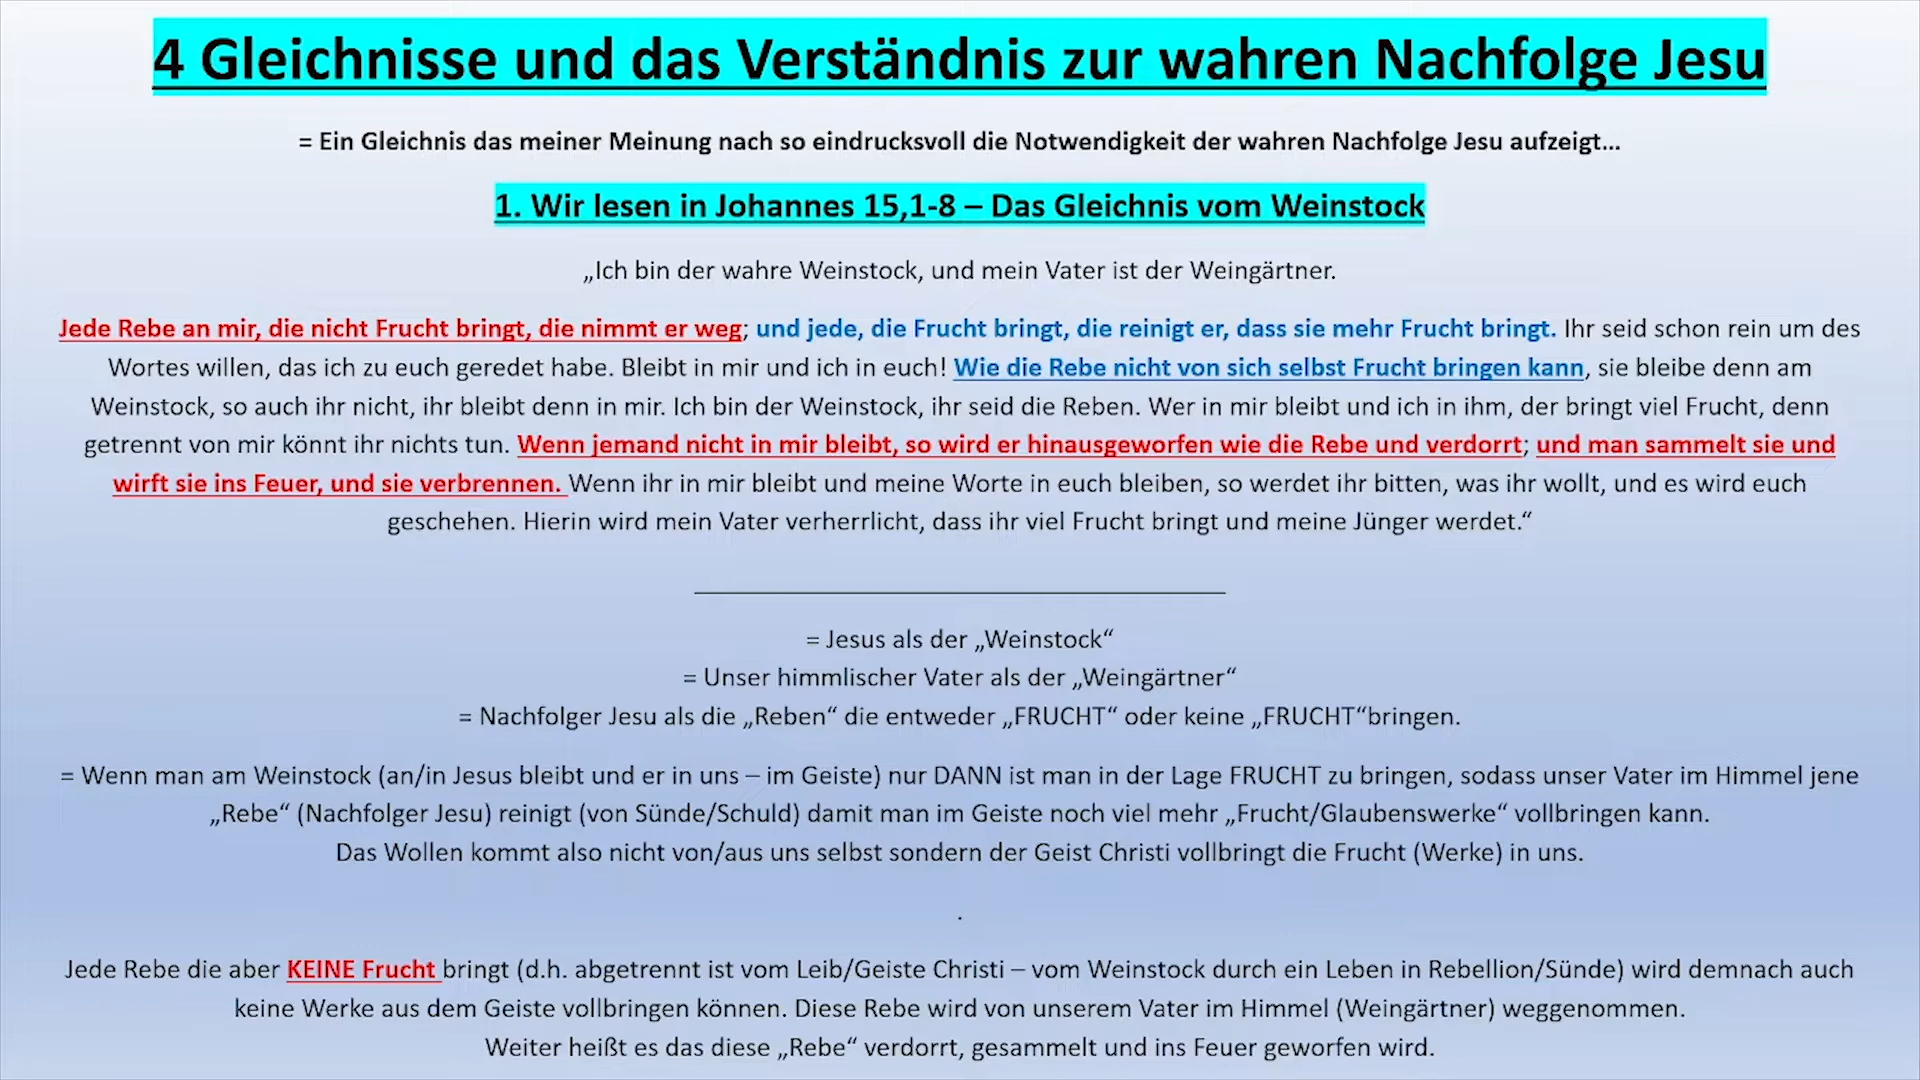 4 Gleichnisse und das Verständnis zur wahren Nachfolge Jesu
= Ein Gleichnis das meiner Meinung nach so eindrucksvoll die Notwendigkeit der wahren Nachfolge Jesu aufzeigt...
1. Wir lesen in Johannes 15,1-8 – Das Gleichnis vom Weinstock
„Ich bin der wahre Weinstock, und mein Vater ist der Weingärtner.
Jede Rebe an mir, die nicht Frucht bringt, die nimmt er weg; und jede, die Frucht bringt, die reinigt er, dass sie mehr Frucht bringt. Ihr seid schon rein um des
Wortes willen, das ich zu euch geredet habe. Bleibt in mir und ich in euch! Wie die Rebe nicht von sich selbst Frucht bringen kann, sie bleibe denn am
Weinstock, so auch ihr nicht, ihr bleibt denn in mir. Ich bin der Weinstock, ihr seid die Reben. Wer in mir bleibt und ich in ihm, der bringt viel Frucht, denn
getrennt von mir könnt ihr nichts tun. Wenn jemand nicht in mir bleibt, so wird er hinausgeworfen wie die Rebe und verdorrt; und man sammelt sie und
wirft sie ins Feuer, und sie verbrennen. Wenn ihr in mir bleibt und meine Worte in euch bleiben, so werdet ihr bitten, was ihr wollt, und es wird euch
geschehen. Hierin wird mein Vater verherrlicht, dass ihr viel Frucht bringt und meine Jünger werdet.“
= Jesus als der „Weinstock“
= Unser himmlischer Vater als der „Weingärtner“
= Nachfolger Jesu als die „Reben“ die entweder „FRUCHT“ oder keine „FRUCHT“bringen.
= Wenn man am Weinstock (an/in Jesus bleibt und er in uns – im Geiste) nur DANN ist man in der Lage FRUCHT zu bringen, sodass unser Vater im Himmel jene
„Rebe“ (Nachfolger Jesu) reinigt (von Sünde/Schuld) damit man im Geiste noch viel mehr „Frucht/Glaubenswerke“ vollbringen kann.
Das Wollen kommt also nicht von/aus uns selbst sondern der Geist Christi vollbringt die Frucht (Werke) in uns.
.
Jede Rebe die aber KEINE Frucht bringt (d.h. abgetrennt ist vom Leib/Geiste Christi – vom Weinstock durch ein Leben in Rebellion/Sünde) wird demnach auch
keine Werke aus dem Geiste vollbringen können. Diese Rebe wird von unserem Vater im Himmel (Weingärtner) weggenommen.
Weiter heißt es das diese „Rebe“ verdorrt, gesammelt und ins Feuer geworfen wird.